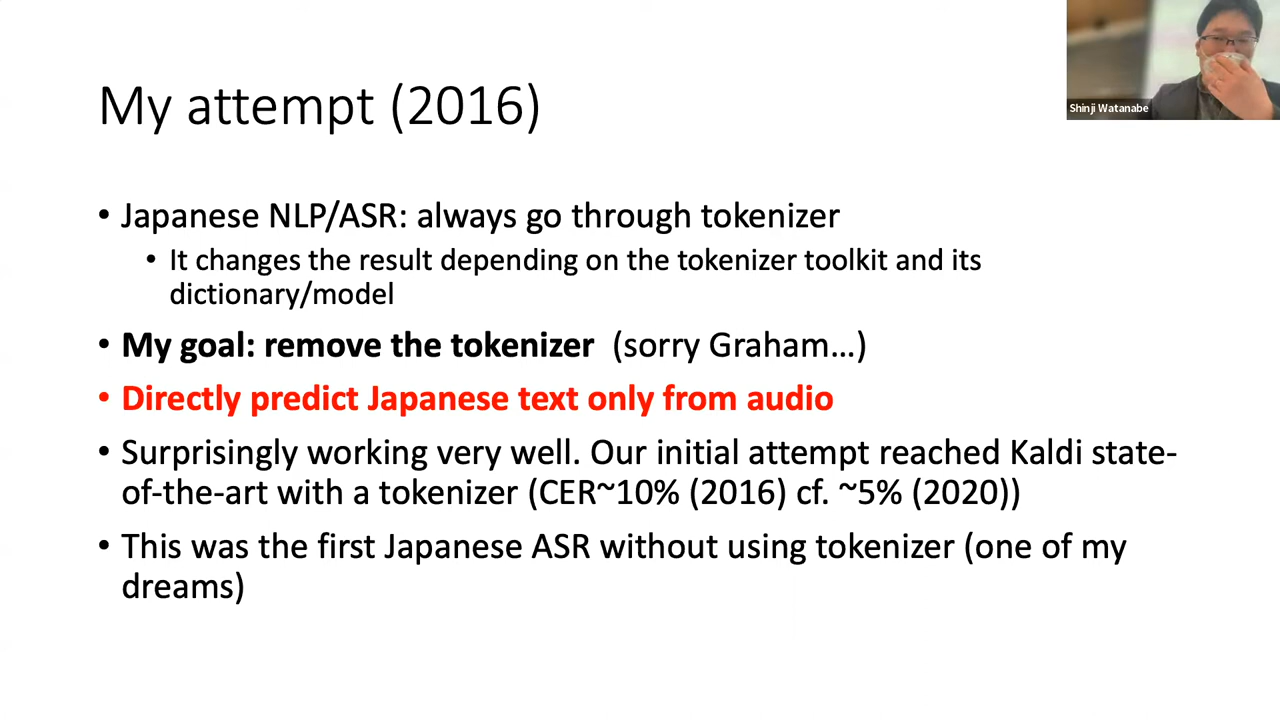 Shinji Watanabe
My attempt (2016)
• Japanese NLP/ASR: always go through tokenizer
• It changes the result depending on the tokenizer toolkit and its
dictionary/model
• My goal: remove the tokenizer (sorry Graham...)
• Directly predict Japanese text only from audio
• Surprisingly working very well. Our initial attempt reached Kaldi state-
of-the-art with a tokenizer (CER~10% (2016) cf. ~5% (2020))
• This was the first Japanese ASR without using tokenizer (one of my
dreams)